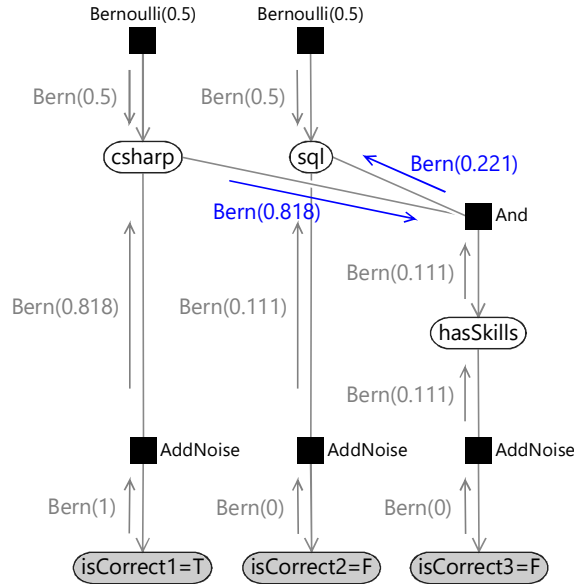 Bernoulli(0.5) Bernoulli(0.5)
Bern(0.5) Bern(0.5)
csharp sql
Bern(0.221)
Bern(0.818)
And
Bern(0.111)
Bern(0.818) Bern(0.111)
hasSkills
Bern(0.111)
AddNoise AddNoise AddNoise
Bern(1) Bern(0) Bern(0)
isCorrect1=T isCorrect2=F isCorrect3=F